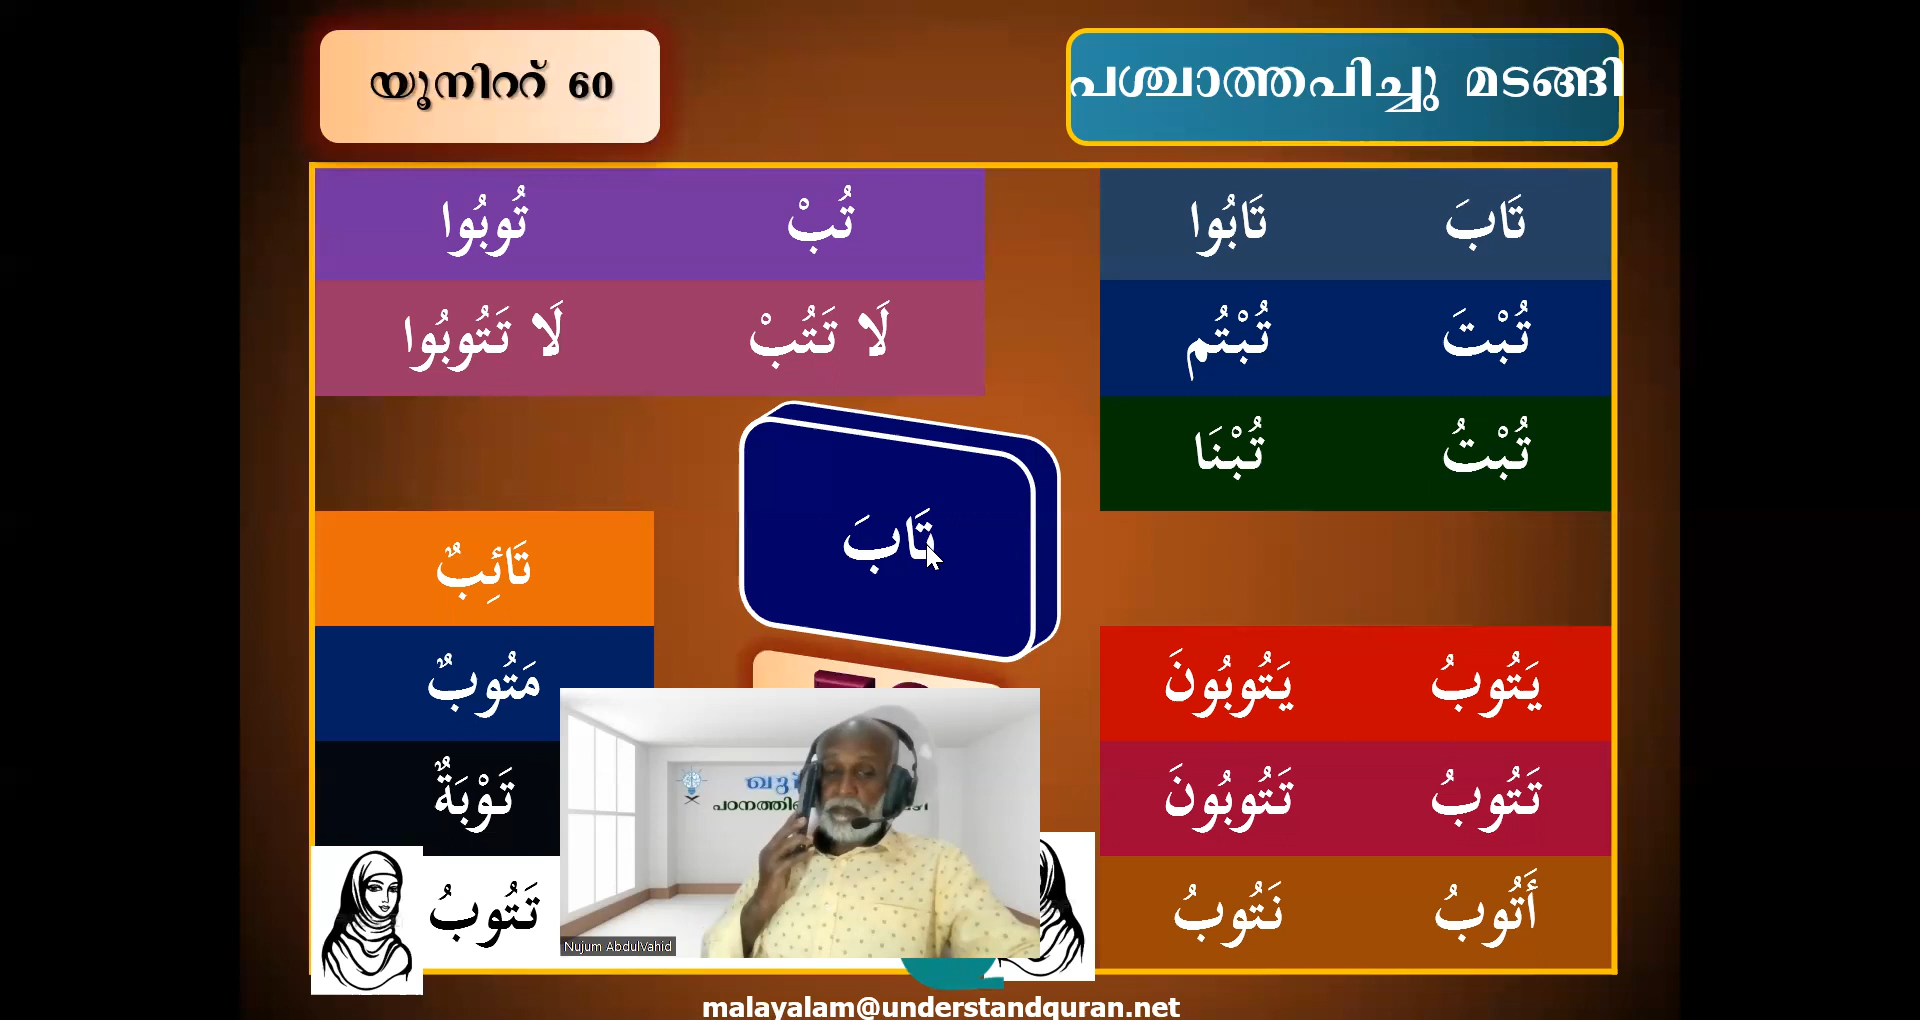 യൂനിററ് 60
പശ്ചാത്തപിച്ചു മടങ്ങി
تَابَ تَابُوا
تُبْتَ تُبْتُم
تُبْتُ تُبْنَا
تُبْ تُوبُوا
لَا تَتُبْ لَا تَتُوبُوا
تَابَ
تَائِبٌ
مَتُوبٌ
تَوْبَةٌ
تَتُوبُ
يَتُوبُ يَتُوبُونَ
تَتُوبُ تَتُوبُونَ
أَتُوبُ نَتُوبُ
Nujum AbdulVahid
malayalam@understandquran.net